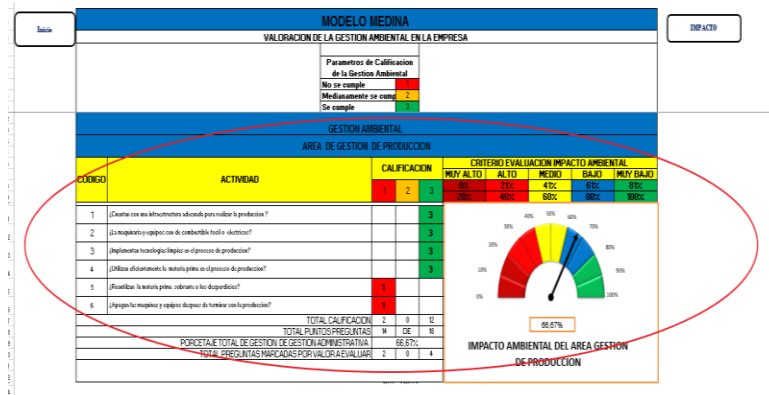 MODELO MEDINA
Inicio
IMPACTO
VALORACION DE LA GESTION AMBIENTAL EN LA EMPRESA
Parametros de Calificacion
de la Gestion Ambiental
No se cumple 1
Medianamente se cump 2
Se cumple 3
GESTION AMBIENTAL
AREA DE GESTION DE PRODUCCION
CODIGO ACTIVIDAD CALIFICACION CRITERIO EVALUACION IMPACTO AMBIENTAL
MUY ALTO ALTO MEDIO BAJO MUY BAJO
1 2 3 0% 21% 41% 61% 81%
20% 40% 60% 80% 100%
1 ¿Cuentas con una infraestructura adecuada para realizar la produccion ? 3
2 ¿La maquinaria y equipos son de combustible fosil o electricos? 3
3 ¿Implementan tecnologias limpias en el proceso de produccion? 3
4 ¿Utilizan eficientemente la materia prima en el proceso de produccion? 3
5 ¿Reutilizan la materia prima sobrante o los desperdicios? 1
6 ¿Apagan las maquinas y equipos despues de terminar con la produccion? 1
TOTAL CALIFICACION 2 0 12
TOTAL PUNTOS PREGUNTAS 14 DE 18
PORCETAJE TOTAL DE GESTION DE GESTION ADMINISTRATIVA 66,67%
TOTAL PREGUNTAS MARCADAS POR VALOR A EVALUAR 2 0 4
0% 10% 20% 30% 40% 50% 60% 70% 80% 90% 100%
66,67%
IMPACTO AMBIENTAL DEL AREA GESTION
DE PRODUCCION